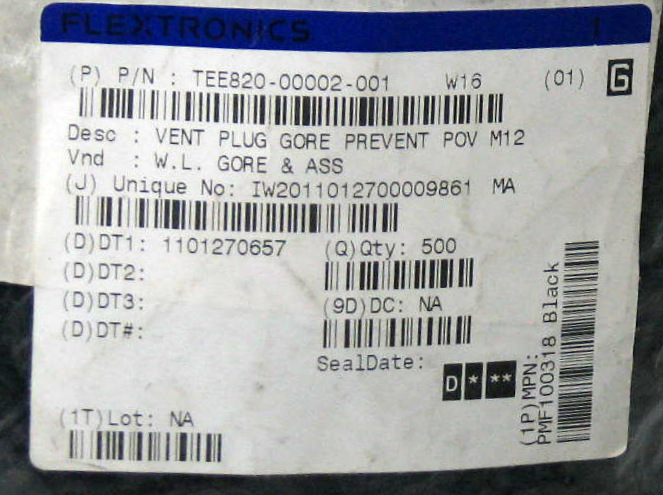 FLEXTRONICS
(P) P/N : TEE820-00002-001 W16 (01) G
Desc : VENT PLUG GORE PREVENT POV M12
Vnd : W.L. GORE & ASS
(J) Unique No: IW2011012700009861 MA
(D)DT1: 1101270657 (Q)Qty: 500
(D)DT2:
(D)DT3: (9D)DC: NA
(D)DT#:
SealDate:
D * **
(1T)Lot: NA
(1P)MPN:
PMF100318 Black